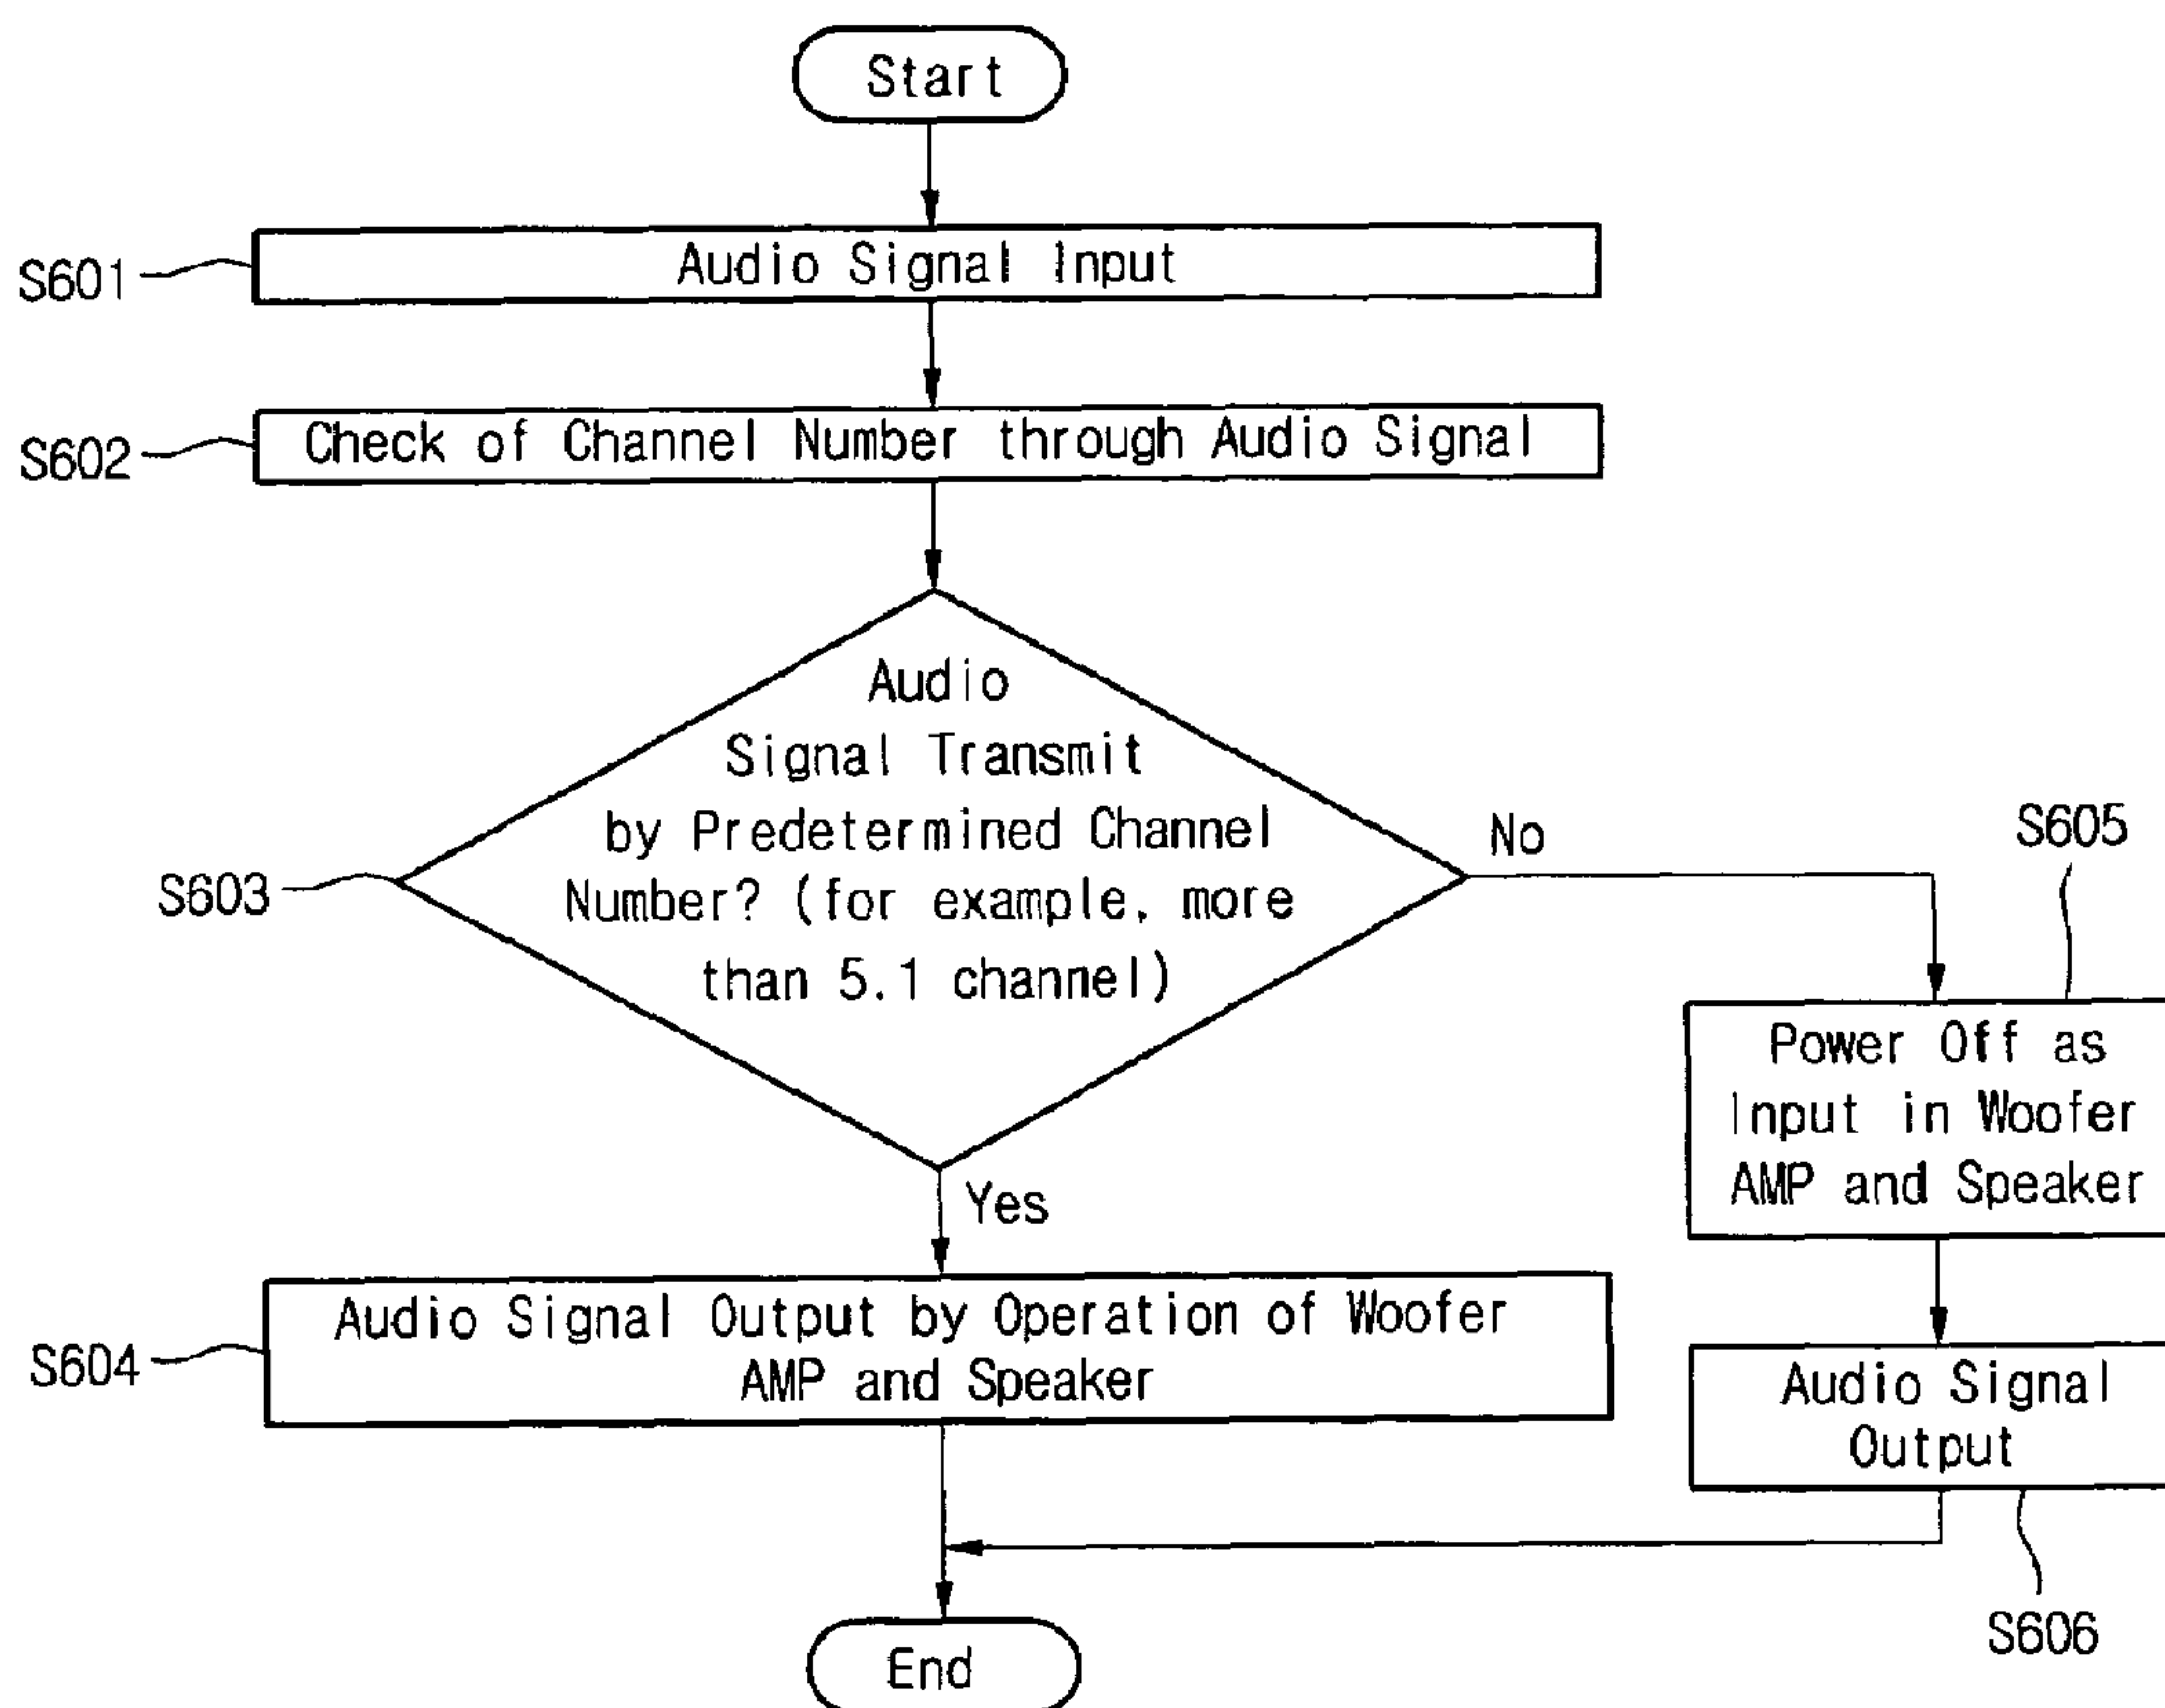 Start
S601
Audio Signal Input
S602
Check of Channel Number through Audio Signal
S603
Audio
Signal Transmit
by Predetermined Channel
Number? (for example, more
than 5.1 channel)
No
Yes
S605
Power Off as
Input in Woofer
AMP and Speaker
S604
Audio Signal Output by Operation of Woofer
AMP and Speaker
Audio Signal
Output
S606
End